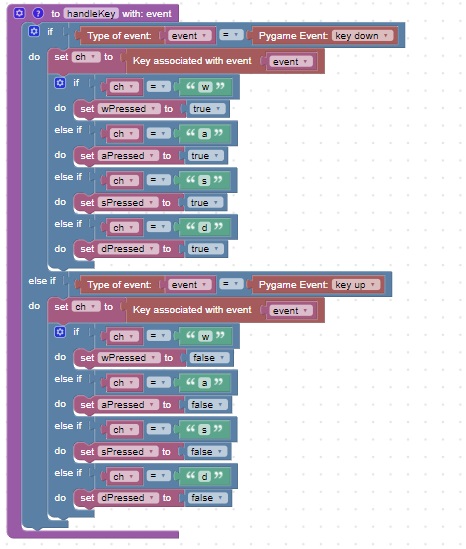 to handleKey with: event
if Type of event: event = Pygame Event: key down
do set ch to Key associated with event event
if ch = “ w ”
do set wPressed to true
else if ch = “ a ”
do set aPressed to true
else if ch = “ s ”
do set sPressed to true
else if ch = “ d ”
do set dPressed to true
else if Type of event: event = Pygame Event: key up
do set ch to Key associated with event event
if ch = “ w ”
do set wPressed to false
else if ch = “ a ”
do set aPressed to false
else if ch = “ s ”
do set sPressed to false
else if ch = “ d ”
do set dPressed to false